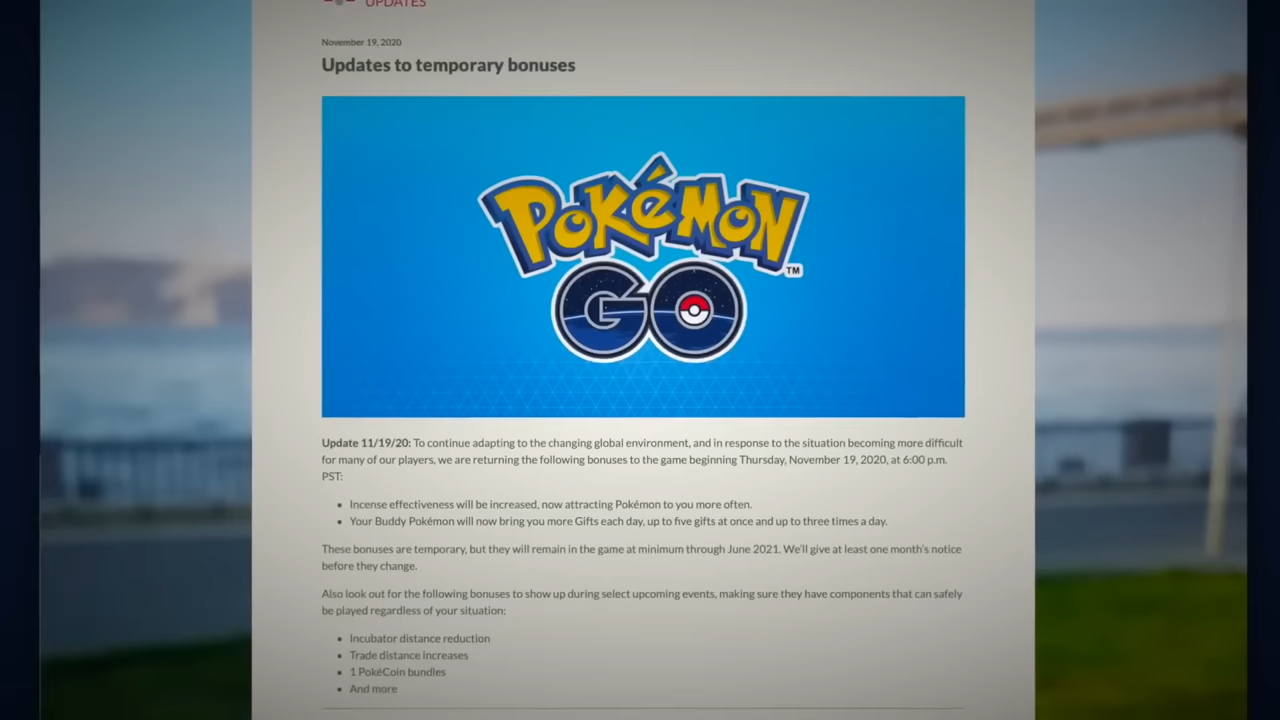 UPDATES
November 19, 2020
Updates to temporary bonuses
POKéMON
TM
GO
Update 11/19/20: To continue adapting to the changing global environment, and in response to the situation becoming more difficult
for many of our players, we are returning the following bonuses to the game beginning Thursday, November 19, 2020, at 6:00 p.m.
PST:
• Incense effectiveness will be increased, now attracting Pokémon to you more often.
• Your Buddy Pokémon will now bring you more Gifts each day, up to five gifts at once and up to three times a day.
These bonuses are temporary, but they will remain in the game at minimum through June 2021. We'll give at least one month's notice
before they change.
Also look out for the following bonuses to show up during select upcoming events, making sure they have components that can safely
be played regardless of your situation:
• Incubator distance reduction
• Trade distance increases
• 1 PokéCoin bundles
• And more